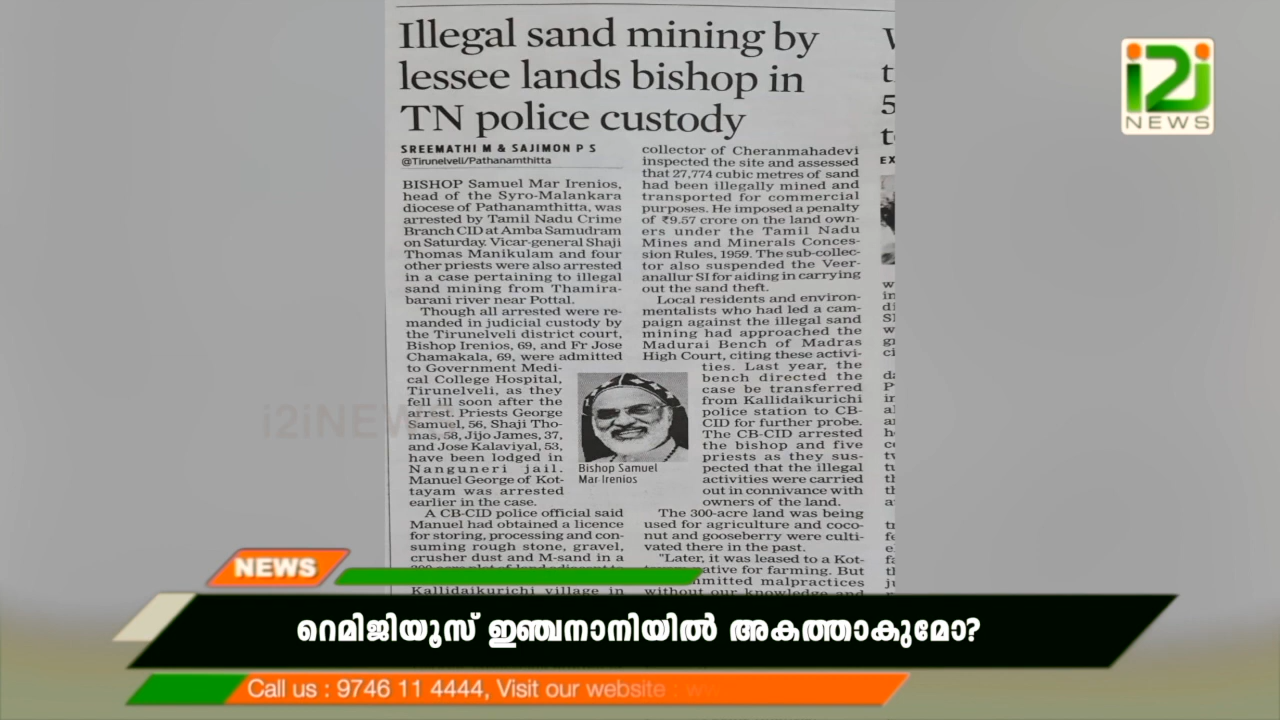 Illegal sand mining by
lessee lands bishop in
TN police custody
SREEMATHI M & SAJIMON P S
@Tirunelveli/Pathanamthitta
BISHOP Samuel Mar Irenios,
head of the Syro-Malankara
diocese of Pathanamthitta, was
arrested by Tamil Nadu Crime
Branch CID at Amba Samudram
on Saturday. Vicar-general Shaji
Thomas Manikulam and four
other priests were also arrested
in a case pertaining to illegal
sand mining from Thamira-
barani river near Pottal.
Though all arrested were re-
manded in judicial custody by
the Tirunelveli district court,
Bishop Irenios, 69, and Fr Jose
Chamakala, 69, were admitted
to Government Medi-
cal College Hospital,
Tirunelveli, as they
fell ill soon after the
arrest. Priests George
Samuel, 56, Shaji Tho-
mas, 58, Jijo James, 37,
and Jose Kalaviyal, 53,
have been lodged in
Nanguneri jail.
Manuel George of Kot-
tayam was arrested
earlier in the case.
A CB-CID police official said
Manuel had obtained a licence
for storing, processing and con-
suming rough stone, gravel,
crusher dust and M-sand in a
Kallidaikurichi village in
collector of Cheranmahadevi
inspected the site and assessed
that 27,774 cubic metres of sand
had been illegally mined and
transported for commercial
purposes. He imposed a penalty
of ₹9.57 crore on the land own-
ers under the Tamil Nadu
Mines and Minerals Conces-
sion Rules, 1959. The sub-collec-
tor also suspended the Veer-
anallur SI for aiding in carrying
out the sand theft.
Local residents and environ-
mentalists who had led a cam-
paign against the illegal sand
mining had approached the
Madurai Bench of Madras
High Court, citing these activi-
ties. Last year, the
bench directed the
case be transferred
from Kallidaikurichi
police station to CB-
CID for further probe.
The CB-CID arrested
the bishop and five
priests as they sus-
pected that the illegal
activities were carried
out in connivance with
owners of the land.
The 300-acre land was being
used for agriculture and coco-
nut and gooseberry were culti-
vated there in the past.
"Later, it was leased to a Kot-
ative for farming. But
mmitted malpractices
without our knowledge and
Bishop Samuel
Mar Irenios
i2i
NEWS
i2iNEWS
NEWS
റെമിജിയൂസ് ഇഞ്ചനാനിയിൽ അകത്താകുമോ?
Call us : 9746 11 4444, Visit our website : ww